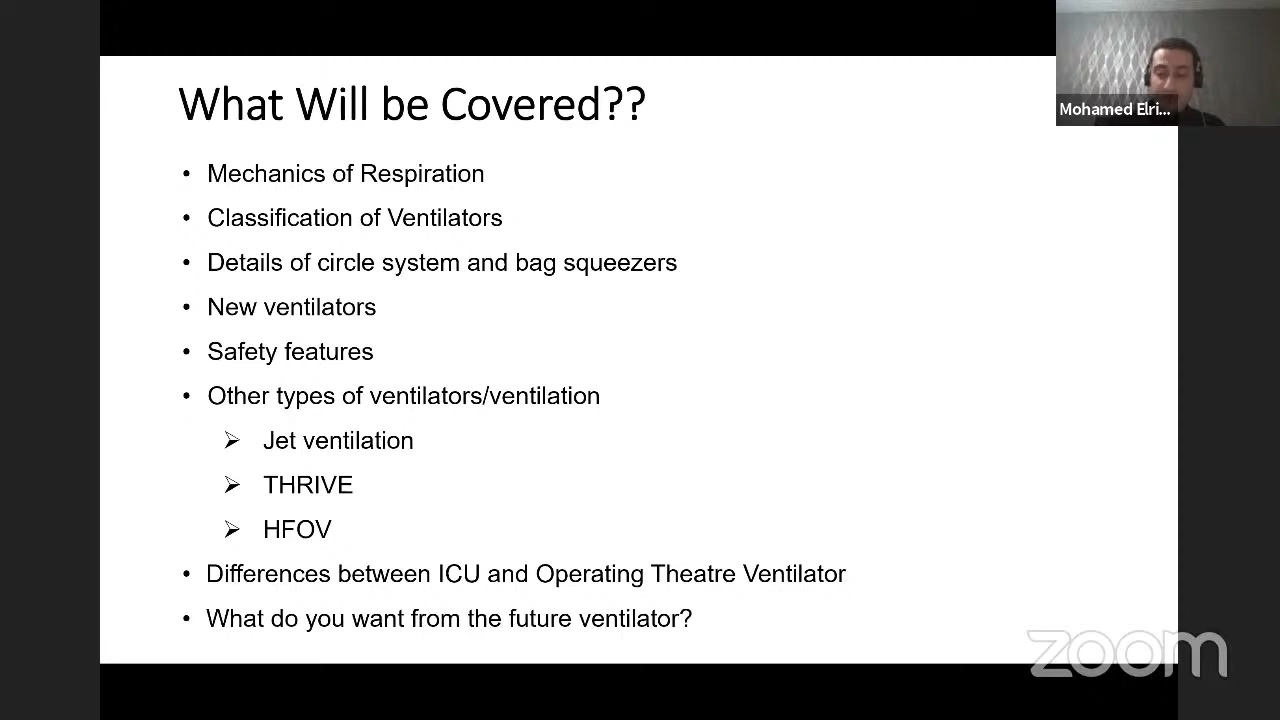 What Will be Covered??
Mohamed Elri...
• Mechanics of Respiration
• Classification of Ventilators
• Details of circle system and bag squeezers
• New ventilators
• Safety features
• Other types of ventilators/ventilation
➢ Jet ventilation
➢ THRIVE
➢ HFOV
• Differences between ICU and Operating Theatre Ventilator
• What do you want from the future ventilator?
zoom